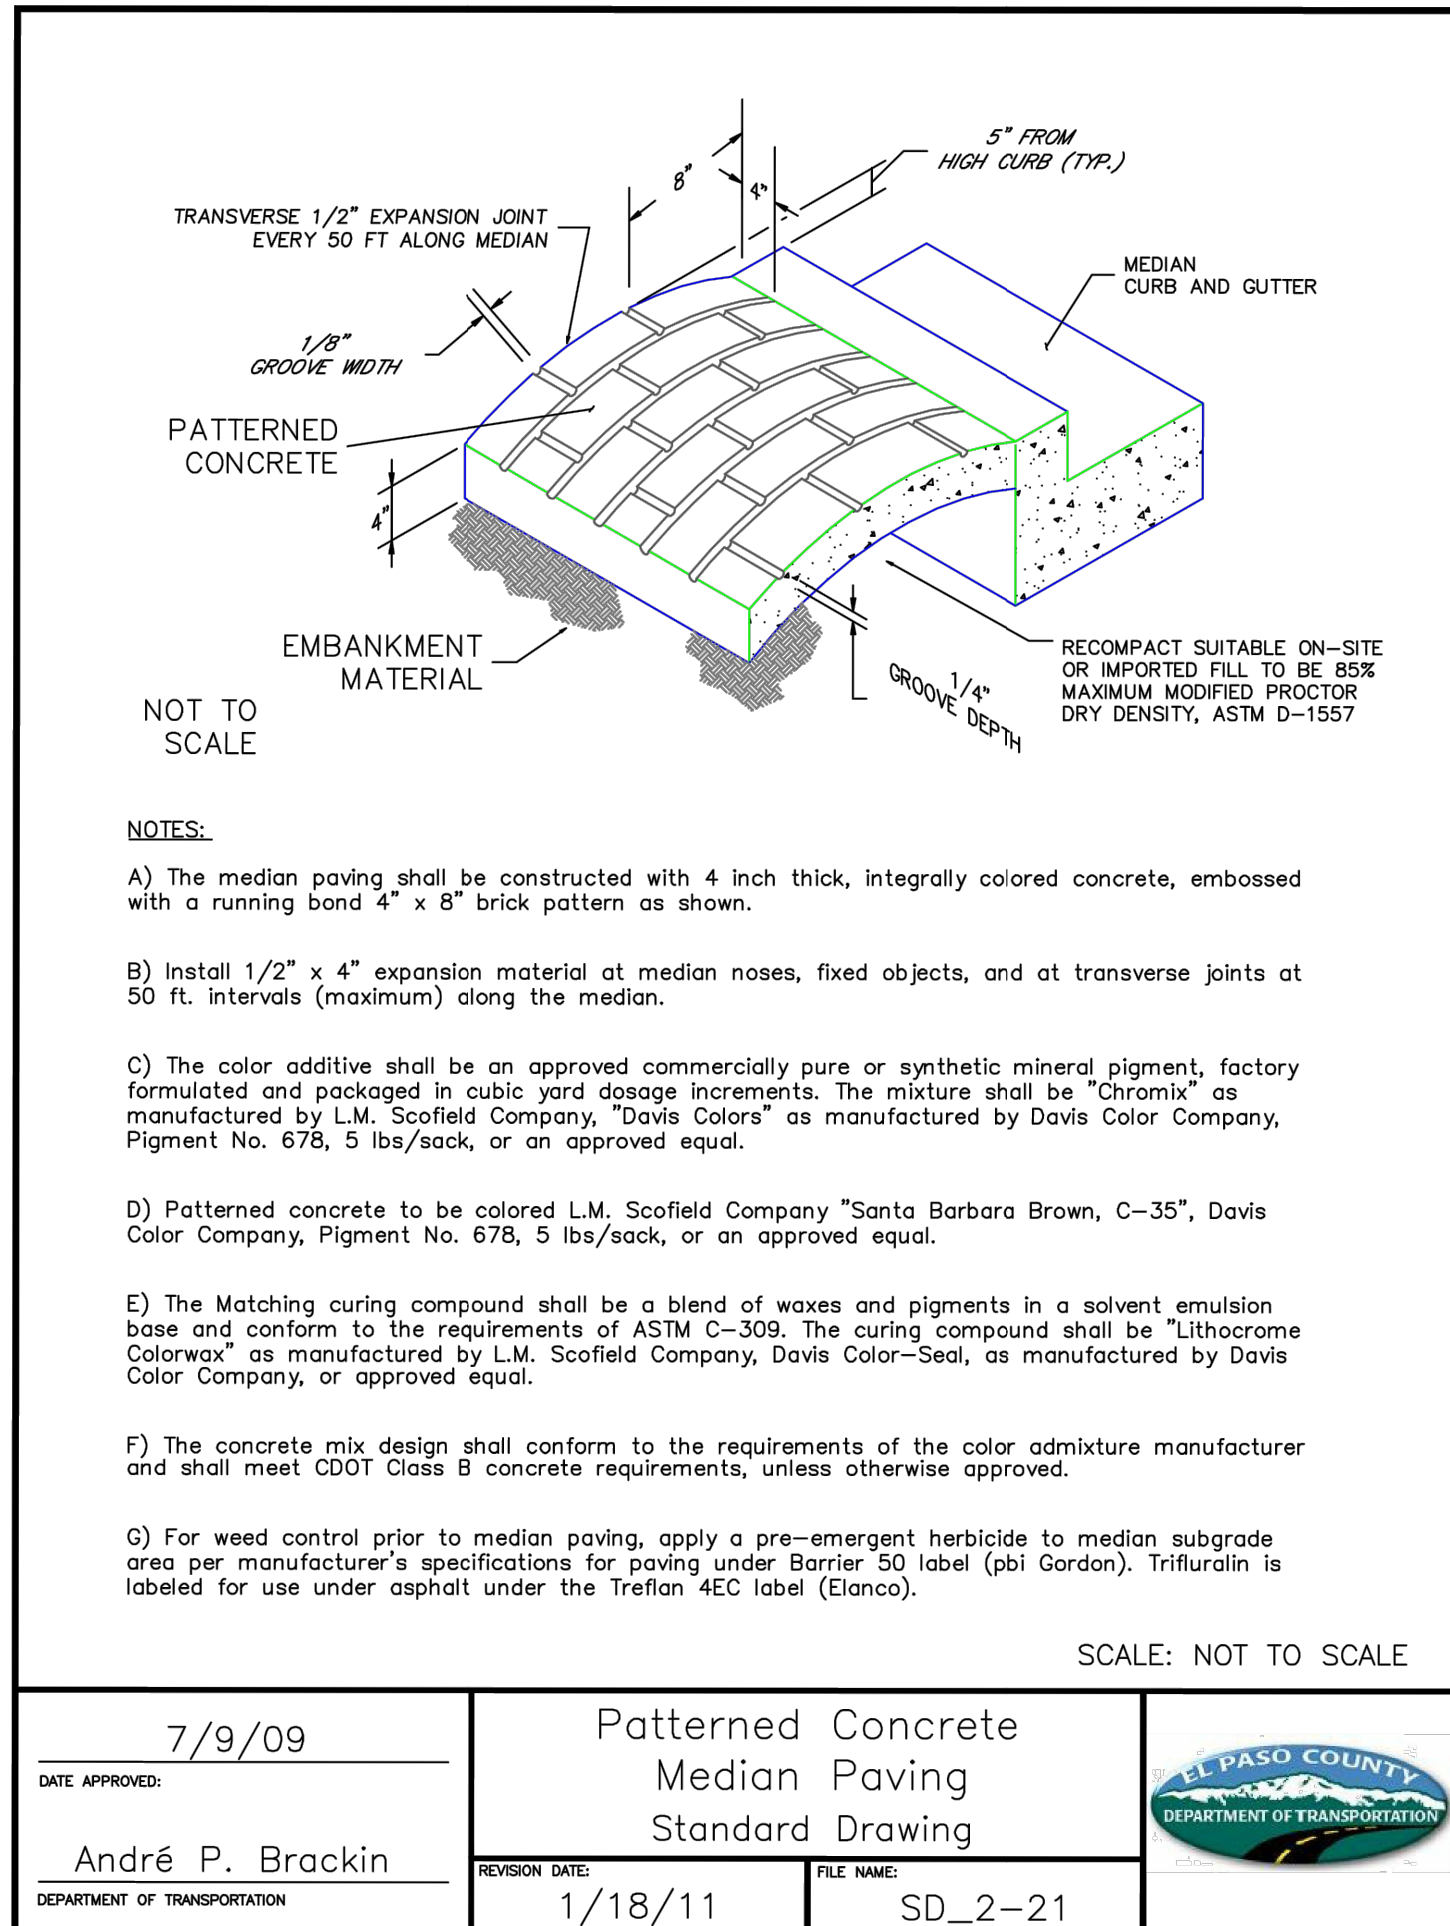 5" FROM
HIGH CURB (TYP.)
8"
4"
TRANSVERSE 1/2" EXPANSION JOINT
EVERY 50 FT ALONG MEDIAN
MEDIAN
CURB AND GUTTER
1/8"
GROOVE WIDTH
PATTERNED
CONCRETE
4"
EMBANKMENT
MATERIAL
RECOMPACT SUITABLE ON-SITE
OR IMPORTED FILL TO BE 85%
MAXIMUM MODIFIED PROCTOR
DRY DENSITY, ASTM D-1557
1/4"
GROOVE DEPTH
NOT TO
SCALE
NOTES:
A) The median paving shall be constructed with 4 inch thick, integrally colored concrete, embossed
with a running bond 4" x 8" brick pattern as shown.
B) Install 1/2" x 4" expansion material at median noses, fixed objects, and at transverse joints at
50 ft. intervals (maximum) along the median.
C) The color additive shall be an approved commercially pure or synthetic mineral pigment, factory
formulated and packaged in cubic yard dosage increments. The mixture shall be "Chromix" as
manufactured by L.M. Scofield Company, "Davis Colors" as manufactured by Davis Color Company,
Pigment No. 678, 5 lbs/sack, or an approved equal.
D) Patterned concrete to be colored L.M. Scofield Company "Santa Barbara Brown, C-35", Davis
Color Company, Pigment No. 678, 5 lbs/sack, or an approved equal.
E) The Matching curing compound shall be a blend of waxes and pigments in a solvent emulsion
base and conform to the requirements of ASTM C-309. The curing compound shall be "Lithocrome
Colorwax" as manufactured by L.M. Scofield Company, Davis Color-Seal, as manufactured by Davis
Color Company, or approved equal.
F) The concrete mix design shall conform to the requirements of the color admixture manufacturer
and shall meet CDOT Class B concrete requirements, unless otherwise approved.
G) For weed control prior to median paving, apply a pre-emergent herbicide to median subgrade
area per manufacturer's specifications for paving under Barrier 50 label (pbi Gordon). Trifluralin is
labeled for use under asphalt under the Treflan 4EC label (Elanco).
SCALE: NOT TO SCALE
7/9/09
DATE APPROVED:
André P. Brackin
DEPARTMENT OF TRANSPORTATION
Patterned Concrete
Median Paving
Standard Drawing
REVISION DATE:
1/18/11
FILE NAME:
SD_2-21
EL PASO COUNTY
DEPARTMENT OF TRANSPORTATION